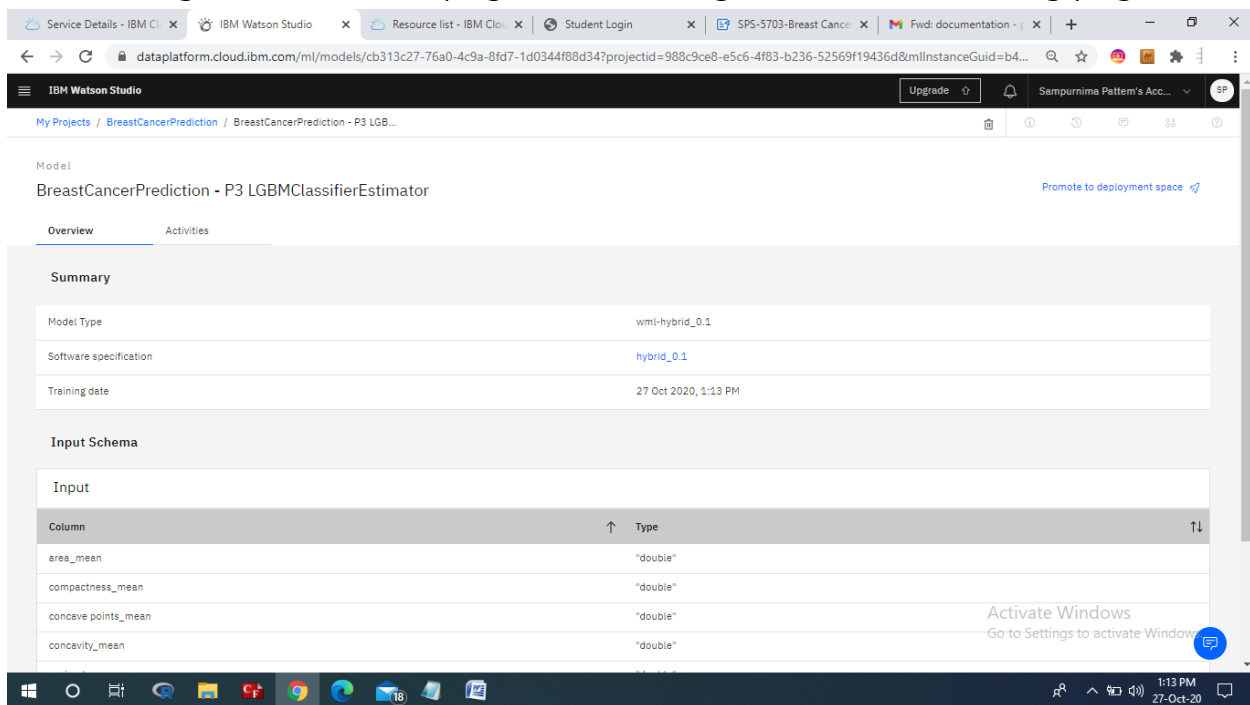 Service Details - IBM Cl
IBM Watson Studio
Resource list - IBM Clou
Student Login
SPS-5703-Breast Cance
Fwd: documentation - p
dataplatform.cloud.ibm.com/ml/models/cb313c27-76a0-4c9a-8fd7-1d0344f88d34?projectid=988c9ce8-e5c6-4f83-b236-52569f19436d&mlInstanceGuid=b4...
IBM Watson Studio
Upgrade
Sampurnima Pattem's Acc...
SP
My Projects / BreastCancerPrediction / BreastCancerPrediction - P3 LGB...
Model
BreastCancerPrediction - P3 LGBMClassifierEstimator
Promote to deployment space
Overview Activities
Summary
Model Type wml-hybrid_0.1
Software specification hybrid_0.1
Training date 27 Oct 2020, 1:13 PM
Input Schema
Input
Column Type
area_mean "double"
compactness_mean "double"
concave points_mean "double"
concavity_mean "double"
Activate Windows
Go to Settings to activate Windows.
18
1:13 PM
27-Oct-20